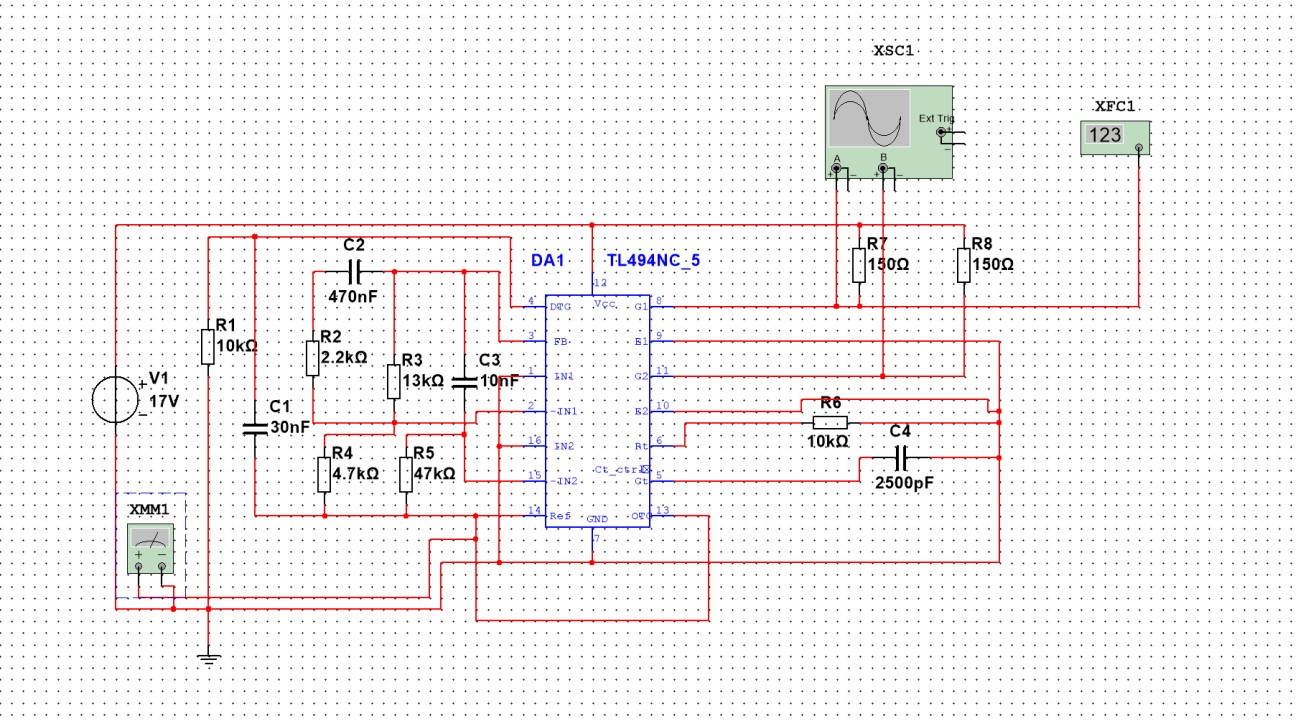 XSC1
XFC1
Ext Trig
+
−
123
A
B
+ − + −
R7
150Ω
R8
150Ω
C2
470nF
DA1
TL494NC_5
12
Vcc
4 DTG
C1 8
3 FB
E1 9
1 IN1
C2 11
2 -IN1
E2 10
16 IN2
Rt 6
15 -IN2
Ct_ctrl
5
14 Ref
OTC 13
GND
7
R1
10kΩ
R2
2.2kΩ
R3
13kΩ
C3
10nF
V1
17V
+
−
C1
30nF
R4
4.7kΩ
R5
47kΩ
R6
10kΩ
C4
2500pF
XMM1
+ −